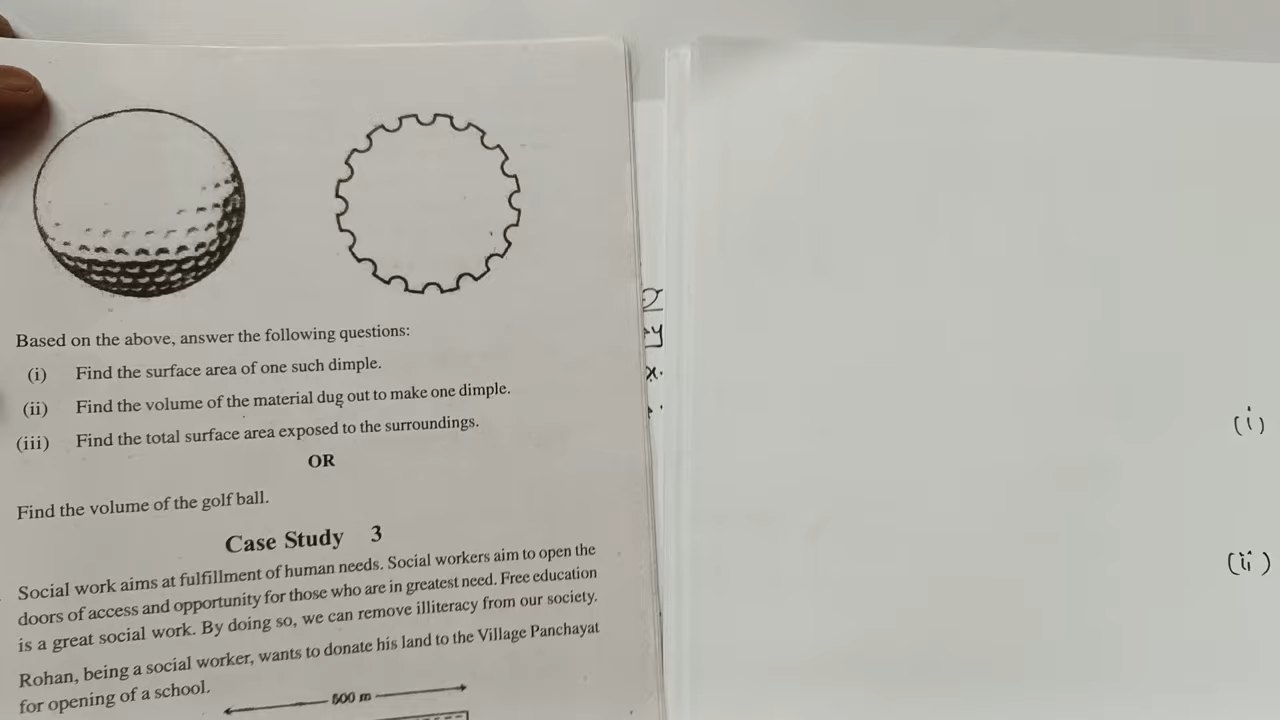 Based on the above, answer the following questions:
(i) Find the surface area of one such dimple.
(ii) Find the volume of the material dug out to make one dimple.
(iii) Find the total surface area exposed to the surroundings.
OR
Find the volume of the golf ball.
Case Study 3
Social work aims at fulfillment of human needs. Social workers aim to open the
doors of access and opportunity for those who are in greatest need. Free education
is a great social work. By doing so, we can remove illiteracy from our society.
Rohan, being a social worker, wants to donate his land to the Village Panchayat
for opening of a school.
500 m
(i)
(ii)